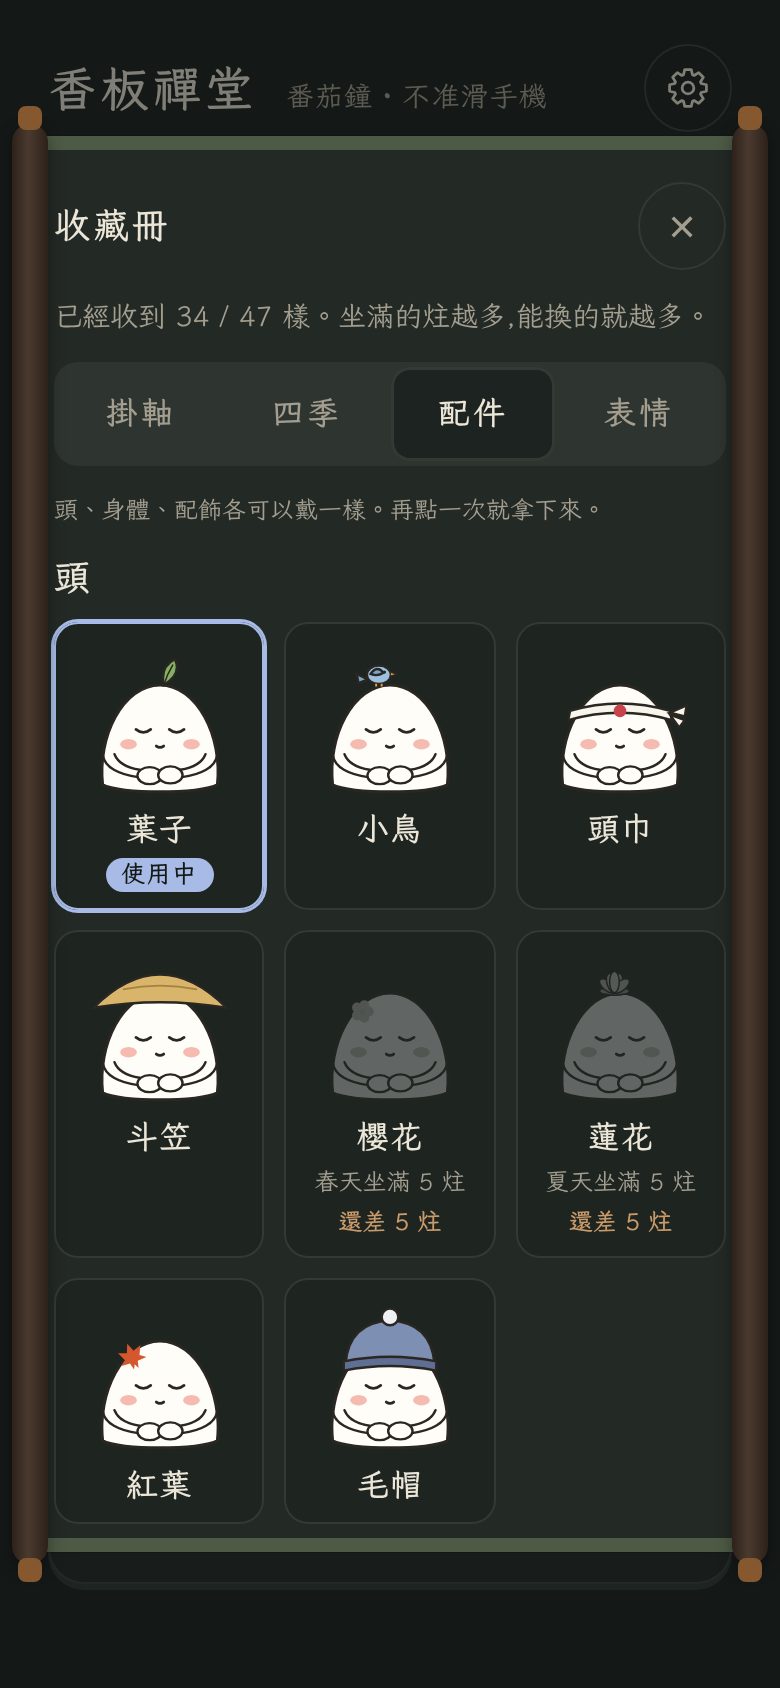 香板禪堂 番茄鐘・不准滑手機
收藏冊
已經收到 34 / 47 樣。坐滿的炷越多,能換的就越多。
掛軸 四季 配件 表情
頭、身體、配飾各可以戴一樣。再點一次就拿下來。
頭
葉子 小鳥 頭巾
使用中
斗笠 櫻花 蓮花
春天坐滿 5 炷 夏天坐滿 5 炷
還差 5 炷 還差 5 炷
紅葉 毛帽